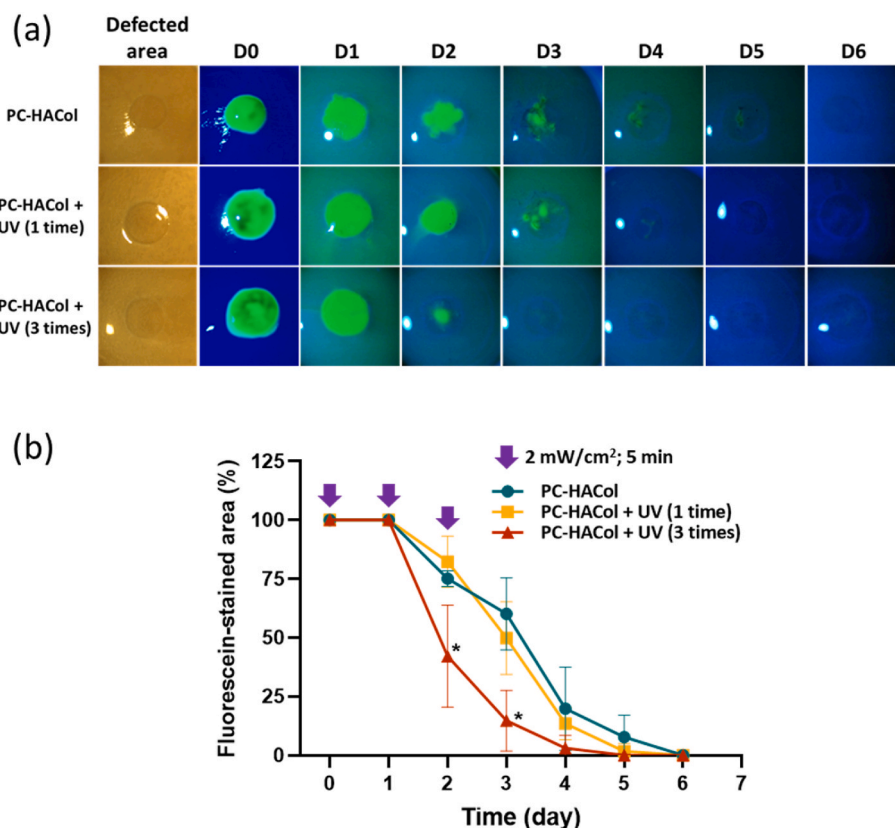 (a)
Defected
area
D0
D1
D2
D3
D4
D5
D6
PC-HACol
PC-HACol +
UV (1 time)
PC-HACol +
UV (3 times)
(b)
2 mW/cm²; 5 min
PC-HACol
PC-HACol + UV (1 time)
PC-HACol + UV (3 times)
Fluorescein-stained area (%)
125
100
75
50
25
0
*
*
0 1 2 3 4 5 6 7
Time (day)